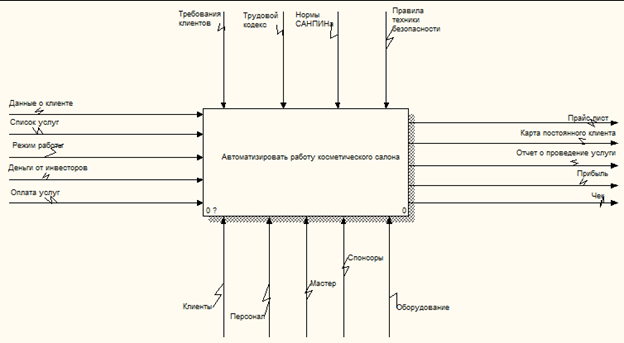 Требования
клиентов
Трудовой
кодекс
Нормы
САНПИНа
Правила
техники
безопасности
Данные о клиенте
Список услуг
Режим работы
Деньги от инвесторов
Оплата услуг
Автоматизировать работу косметического салона
0 ?
0
Прайс лист
Карта постоянного клиента
Отчет о проведение услуги
Прибыль
Чек
Клиенты
Персонал
Мастер
Спонсоры
Оборудование